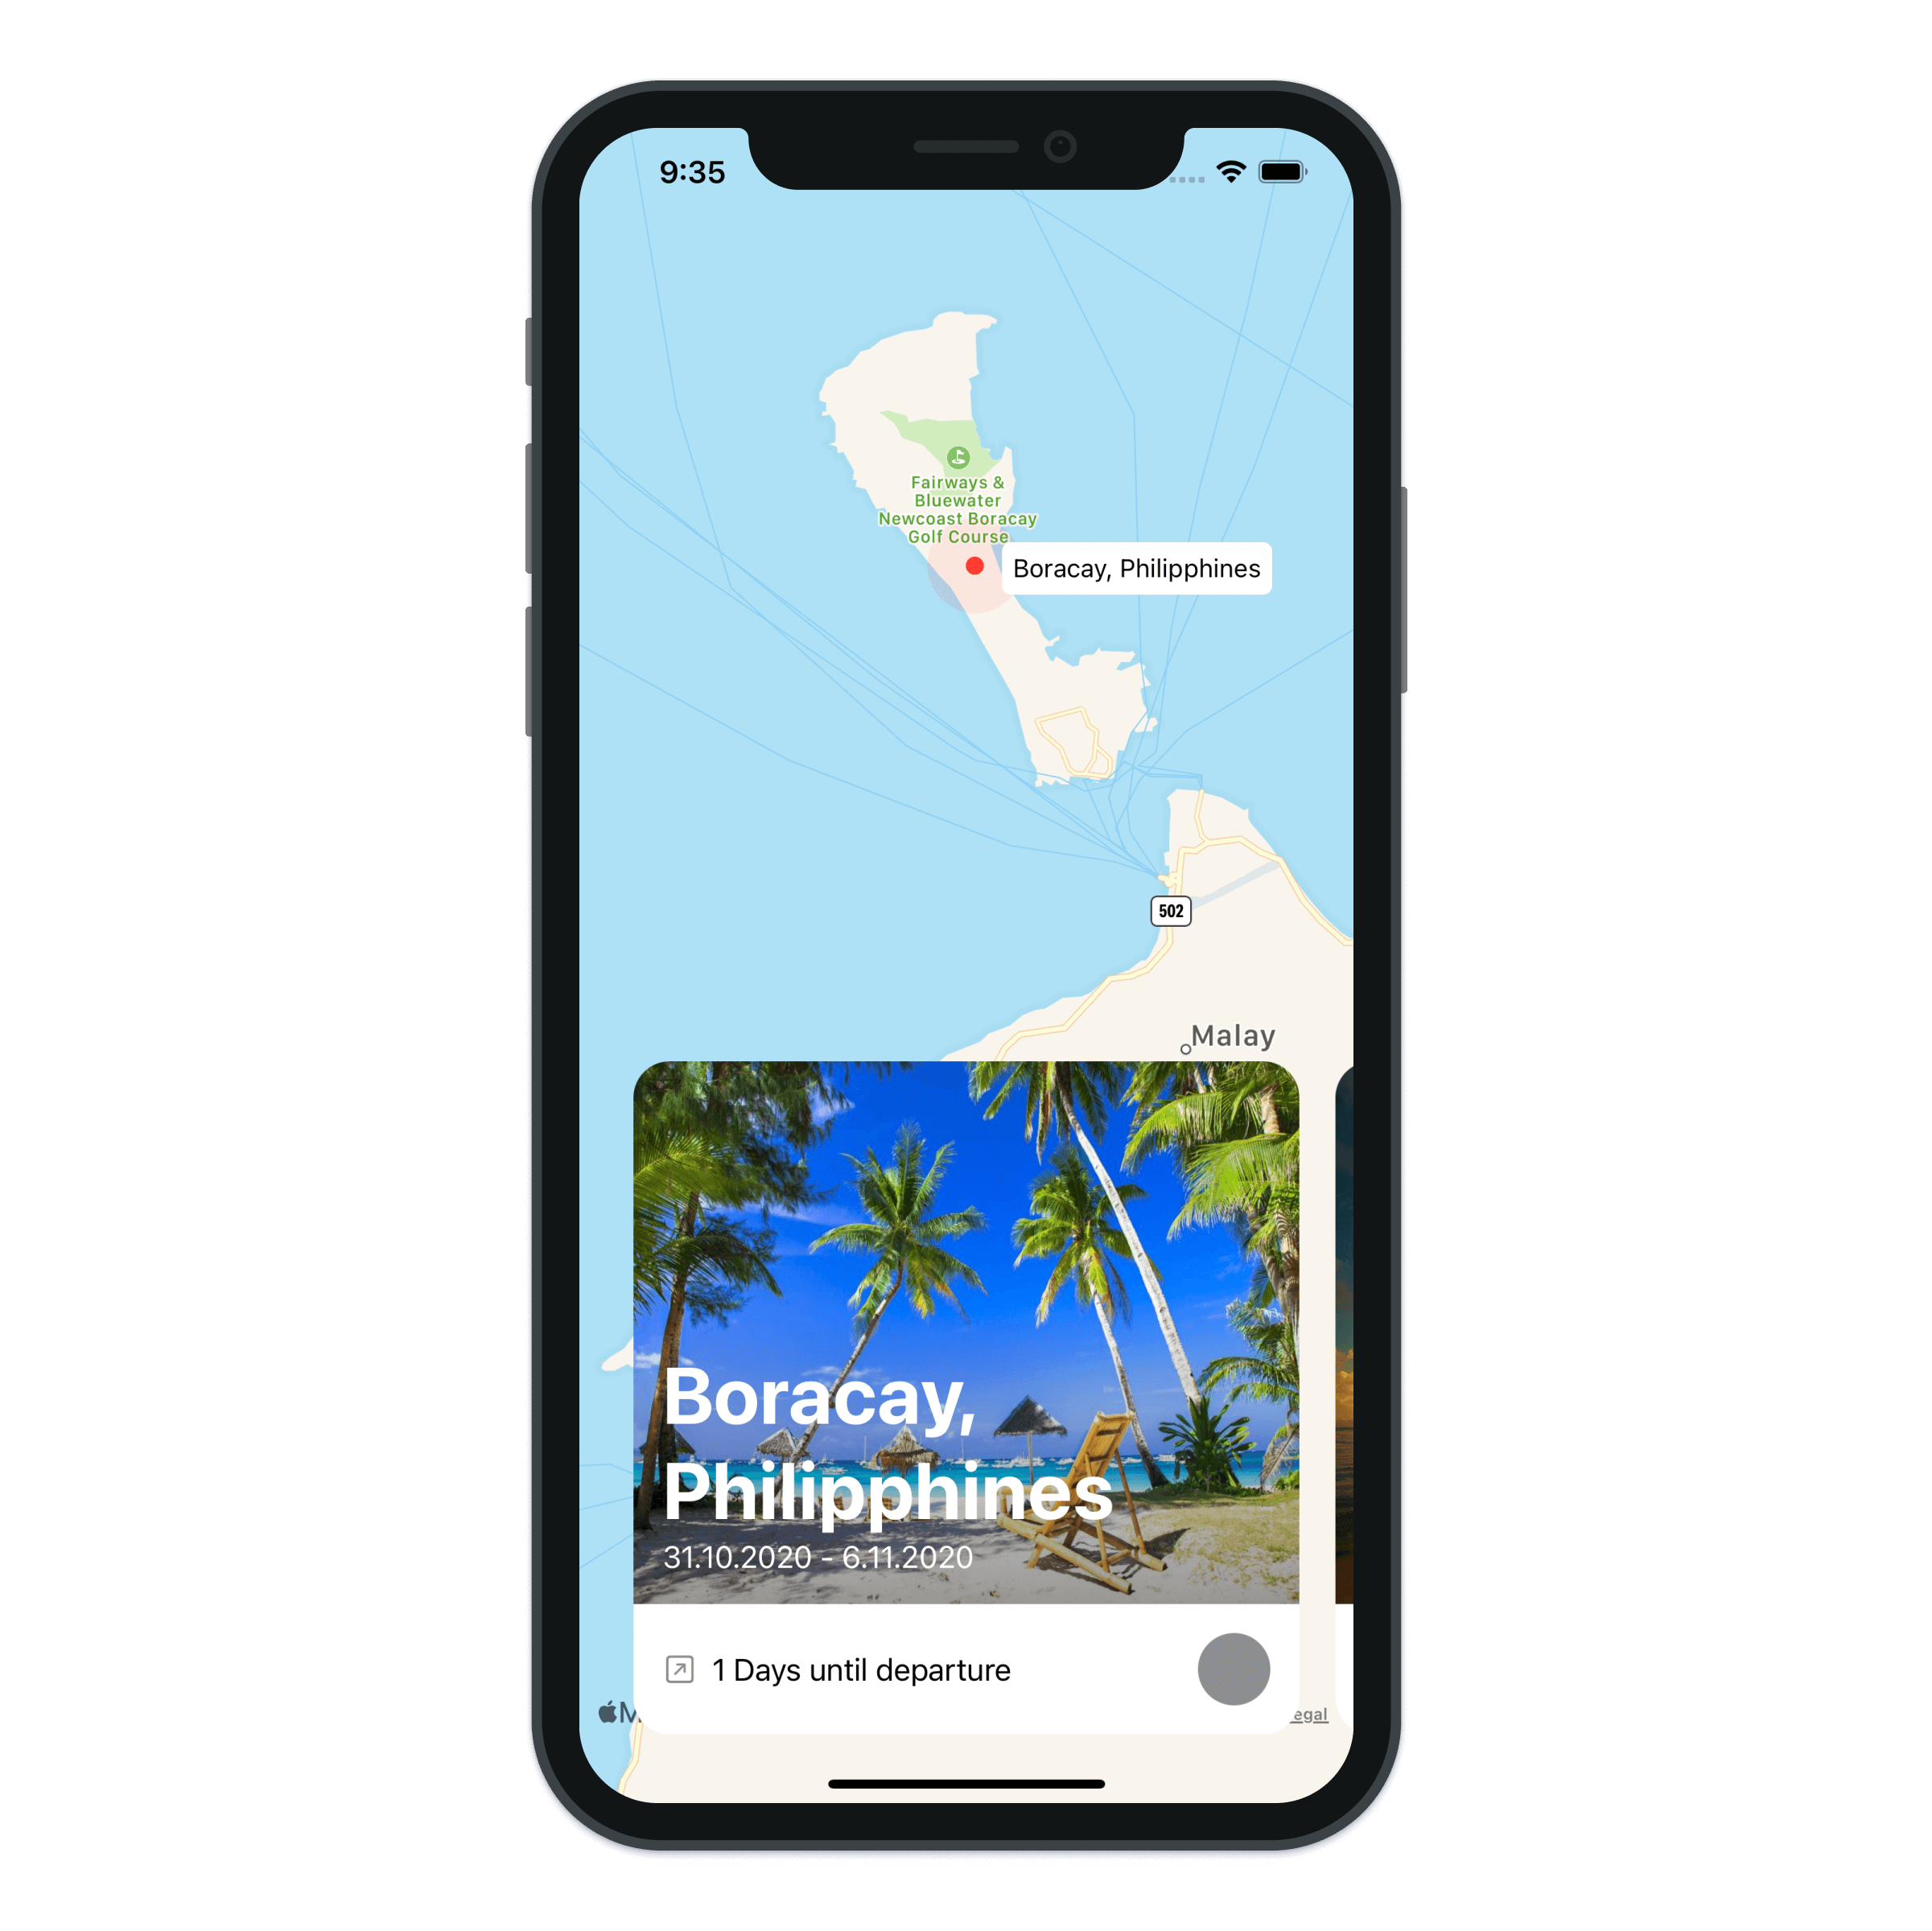 9:35
Fairways &
Bluewater
Newcoast Boracay
Golf Course
Boracay, Philipphines
502
Malay
Boracay,
Philipphines
31.10.2020 - 6.11.2020
1 Days until departure
egal